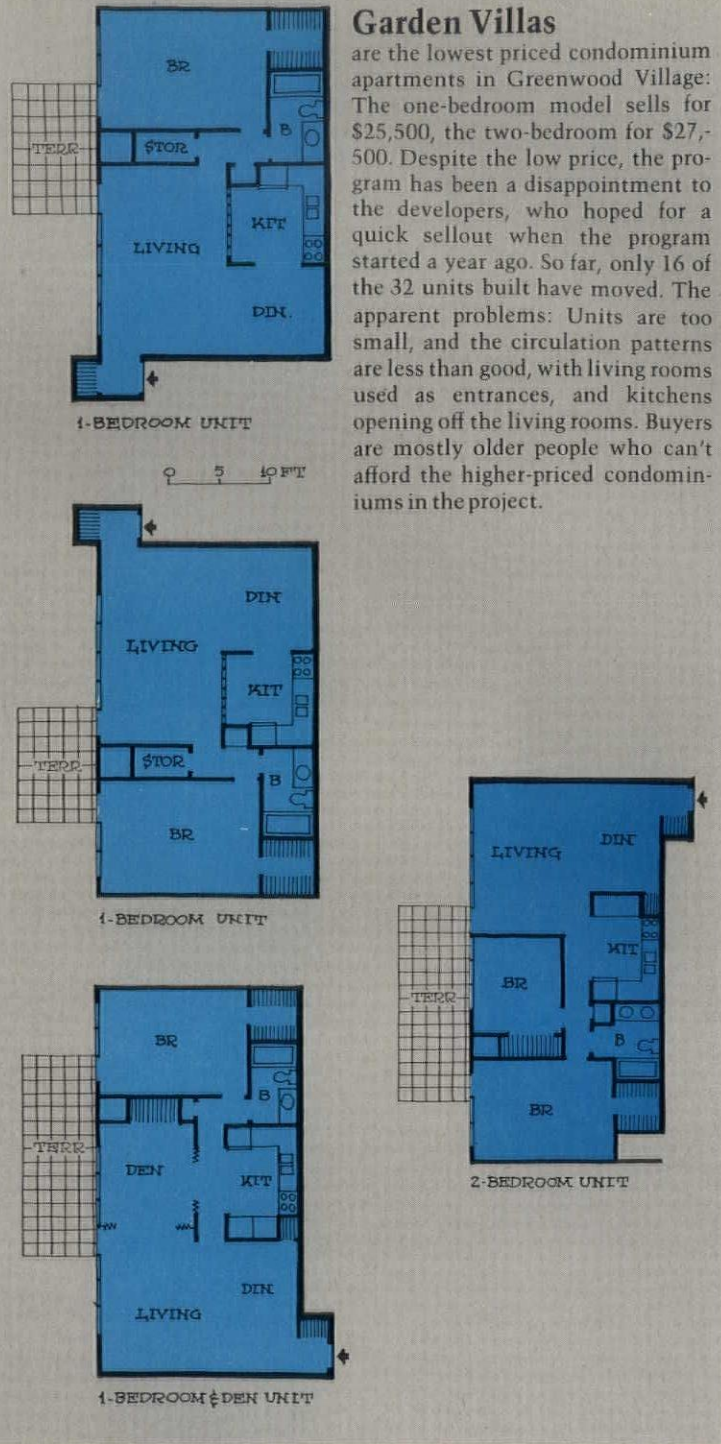 Garden Villas
are the lowest priced condominium
apartments in Greenwood Village:
The one-bedroom model sells for
$25,500, the two-bedroom for $27,-
500. Despite the low price, the pro-
gram has been a disappointment to
the developers, who hoped for a
quick sellout when the program
started a year ago. So far, only 16 of
the 32 units built have moved. The
apparent problems: Units are too
small, and the circulation patterns
are less than good, with living rooms
used as entrances, and kitchens
opening off the living rooms. Buyers
are mostly older people who can't
afford the higher-priced condomin-
iums in the project.
BR
B
TERR
STOR
KIT
LIVING
DIN.
1-BEDROOM UNIT
0 5 10 FT
DIN
LIVING
KIT
TERR
STOR
B
BR
1-BEDROOM UNIT
BR
B
TERR
DEN
KIT
DIN
LIVING
1-BEDROOM & DEN UNIT
DIN
LIVING
KIT
BR
TERR
B
BR
2-BEDROOM UNIT